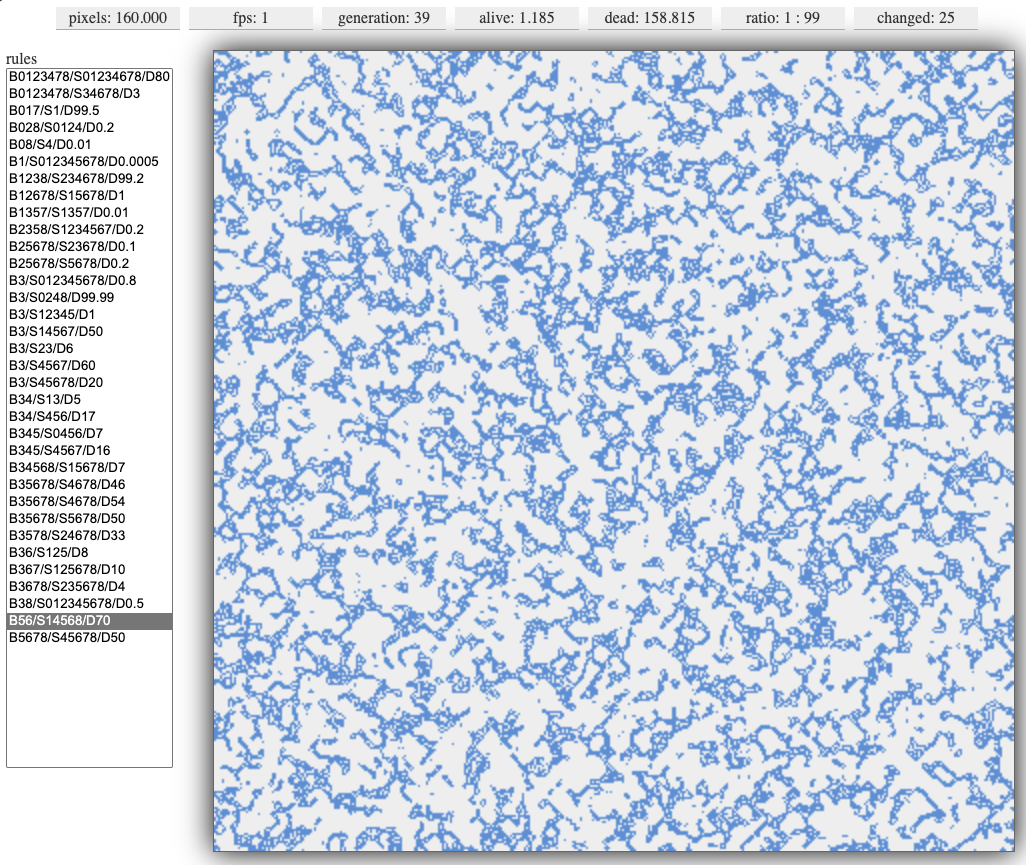 pixels: 160.000 fps: 1 generation: 39 alive: 1.185 dead: 158.815 ratio: 1 : 99 changed: 25
rules
B0123478/S01234678/D80
B0123478/S34678/D3
B017/S1/D99.5
B028/S0124/D0.2
B08/S4/D0.01
B1/S012345678/D0.0005
B1238/S234678/D99.2
B12678/S15678/D1
B1357/S1357/D0.01
B2358/S1234567/D0.2
B25678/S23678/D0.1
B25678/S5678/D0.2
B3/S012345678/D0.8
B3/S0248/D99.99
B3/S12345/D1
B3/S14567/D50
B3/S23/D6
B3/S4567/D60
B3/S45678/D20
B34/S13/D5
B34/S456/D17
B345/S0456/D7
B345/S4567/D16
B34568/S15678/D7
B35678/S4678/D46
B35678/S4678/D54
B35678/S5678/D50
B3578/S24678/D33
B36/S125/D8
B367/S125678/D10
B3678/S235678/D4
B38/S012345678/D0.5
B56/S14568/D70
B5678/S45678/D50